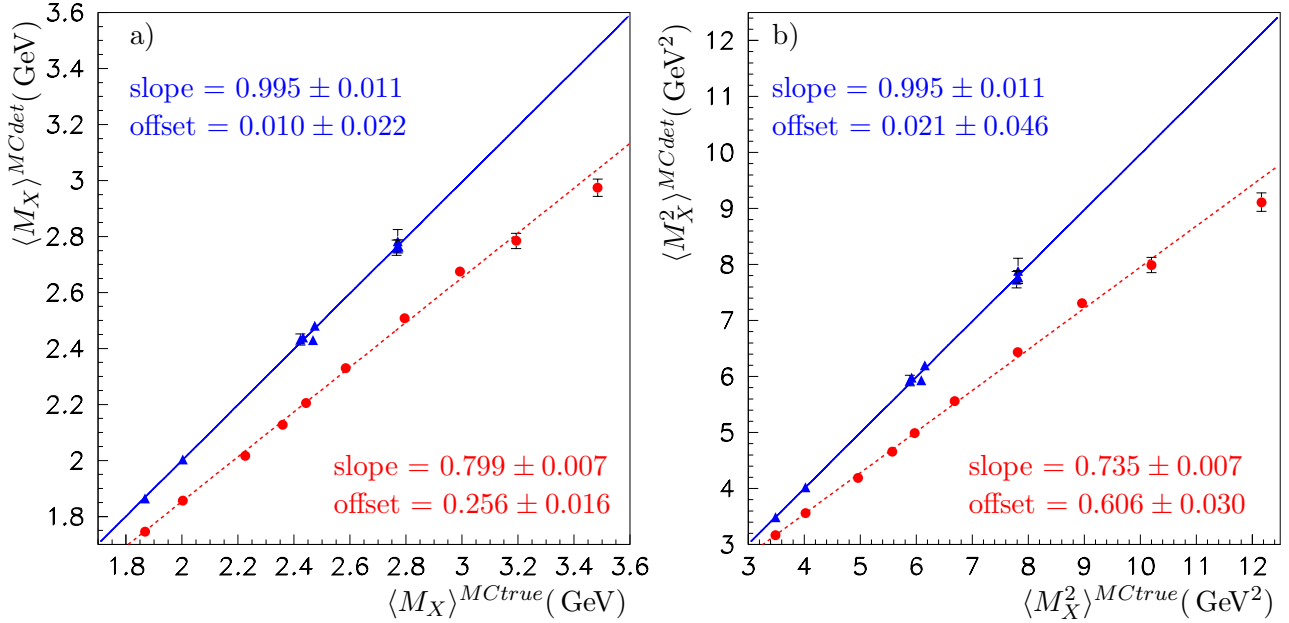 a)
⟨M_X⟩^{MCdet}(GeV)
slope = 0.995 ± 0.011
offset = 0.010 ± 0.022
slope = 0.799 ± 0.007
offset = 0.256 ± 0.016
3.6
3.4
3.2
3
2.8
2.6
2.4
2.2
2
1.8
1.8 2 2.2 2.4 2.6 2.8 3 3.2 3.4 3.6
⟨M_X⟩^{MCtrue}(GeV)
b)
⟨M_X^2⟩^{MCdet}(GeV^2)
slope = 0.995 ± 0.011
offset = 0.021 ± 0.046
slope = 0.735 ± 0.007
offset = 0.606 ± 0.030
12
11
10
9
8
7
6
5
4
3
3 4 5 6 7 8 9 10 11 12
⟨M_X^2⟩^{MCtrue}(GeV^2)